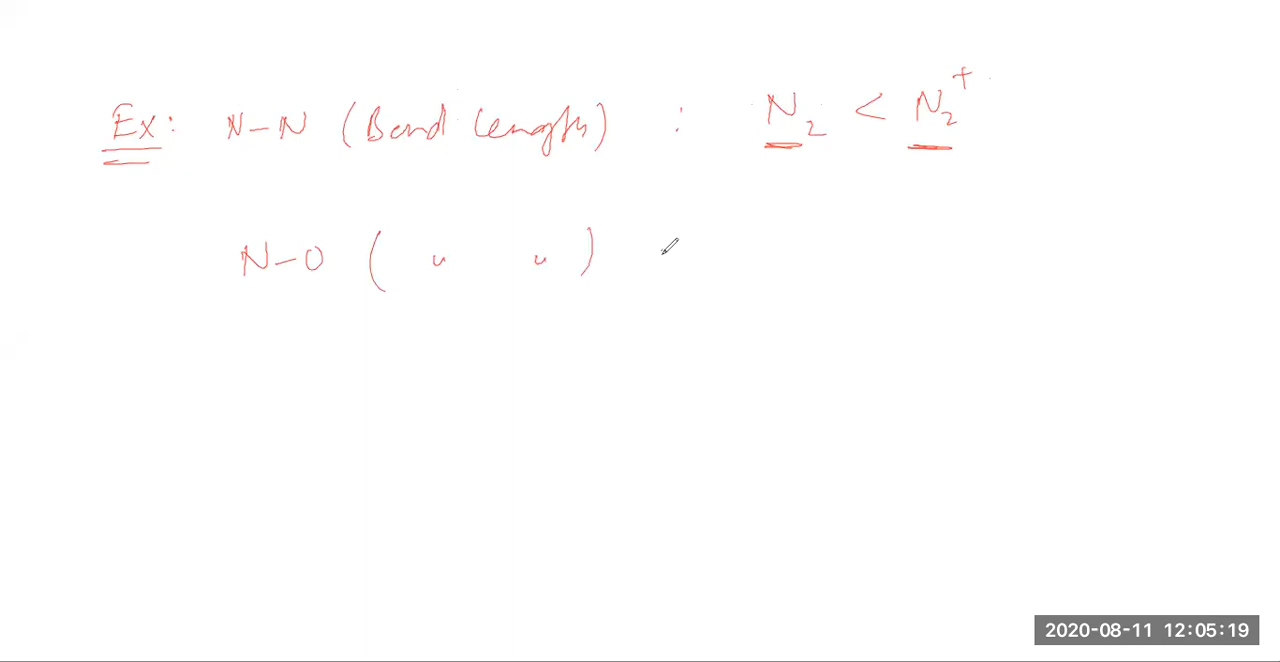 Ex: N-N (Bond length) : N₂ < N₂⁺
N-O ( " " )
2020-08-11 12:05:19